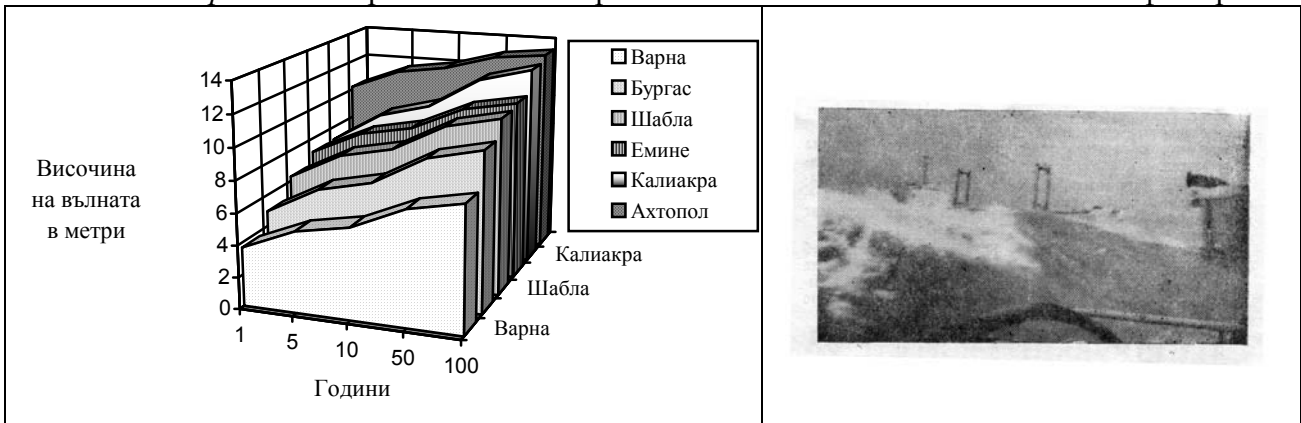 Височина
на вълната
в метри
14
12
10
8
6
4
2
0
1
5
10
50
100
Години
Варна
Шабла
Калиакра
Варна
Бургас
Шабла
Емине
Калиакра
Ахтопол